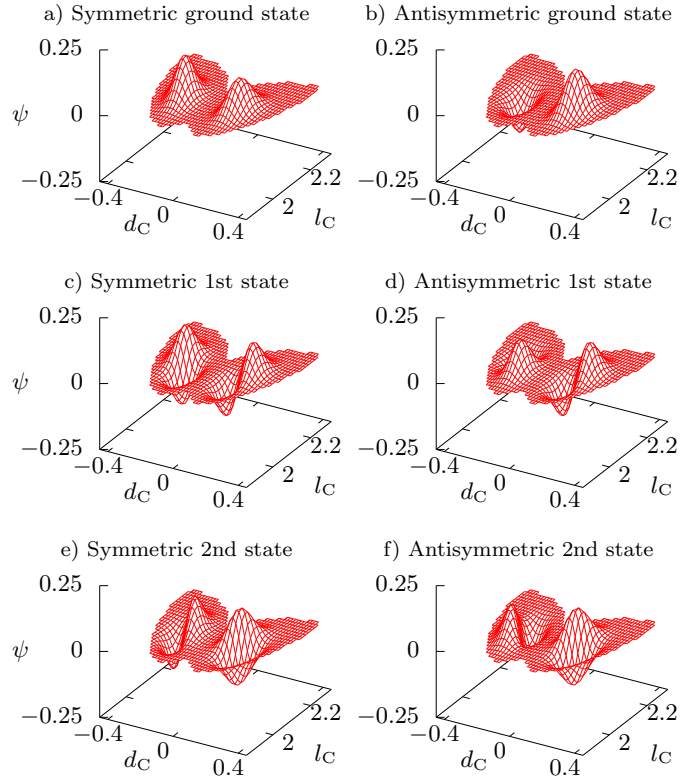 a) Symmetric ground state
b) Antisymmetric ground state
0.25
ψ
0
−0.25
−0.4
0
0.4
d_C
2
2.2
l_C
0.25
0
−0.25
−0.4
0
0.4
d_C
2
2.2
l_C
c) Symmetric 1st state
d) Antisymmetric 1st state
0.25
ψ
0
−0.25
−0.4
0
0.4
d_C
2
2.2
l_C
0.25
0
−0.25
−0.4
0
0.4
d_C
2
2.2
l_C
e) Symmetric 2nd state
f) Antisymmetric 2nd state
0.25
ψ
0
−0.25
−0.4
0
0.4
d_C
2
2.2
l_C
0.25
0
−0.25
−0.4
0
0.4
d_C
2
2.2
l_C